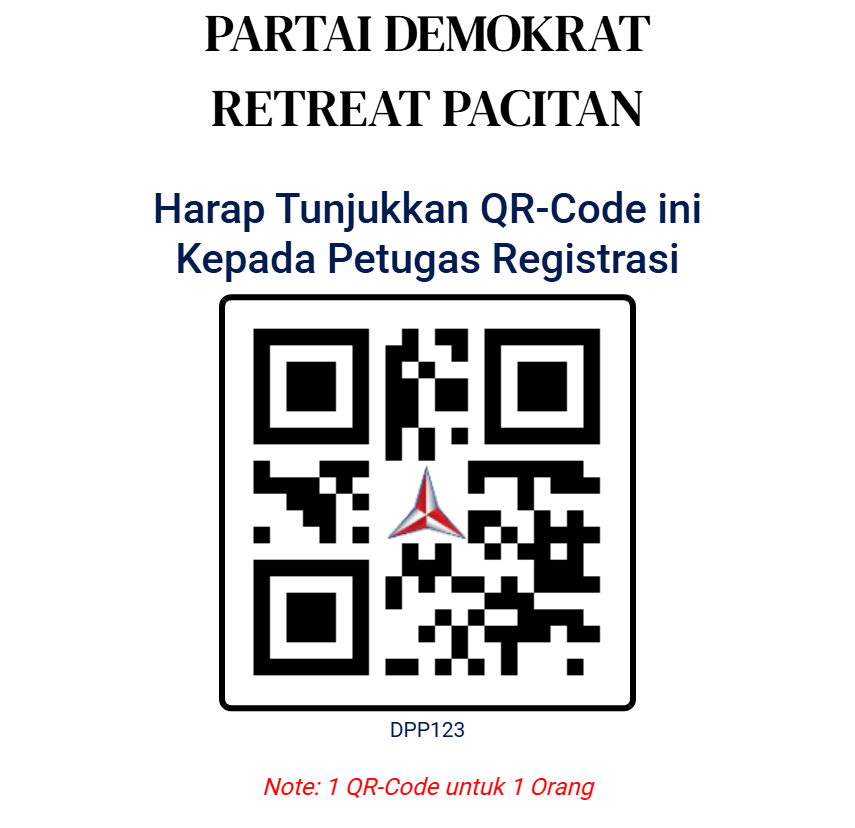 PARTAI DEMOKRAT
RETREAT PACITAN
Harap Tunjukkan QR-Code ini
Kepada Petugas Registrasi
DPP123
Note: 1 QR-Code untuk 1 Orang